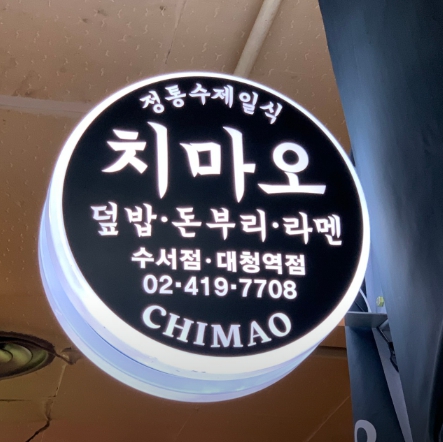 정통수제일식
치마오
덮밥·돈부리·라멘
수서점·대청역점
02·419·7708
CHIMAO